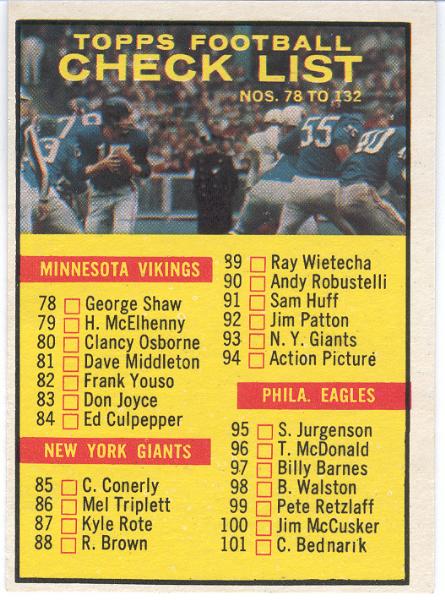 TOPPS FOOTBALL
CHECK LIST
NOS. 78 TO 132
MINNESOTA VIKINGS
78 George Shaw
79 H. McElhenny
80 Clancy Osborne
81 Dave Middleton
82 Frank Youso
83 Don Joyce
84 Ed Culpepper
NEW YORK GIANTS
85 C. Conerly
86 Mel Triplett
87 Kyle Rote
88 R. Brown
89 Ray Wietecha
90 Andy Robustelli
91 Sam Huff
92 Jim Patton
93 N. Y. Giants
94 Action Picture
PHILA. EAGLES
95 S. Jurgenson
96 T. McDonald
97 Billy Barnes
98 B. Walston
99 Pete Retzlaff
100 Jim McCusker
101 C. Bednarik
55
80